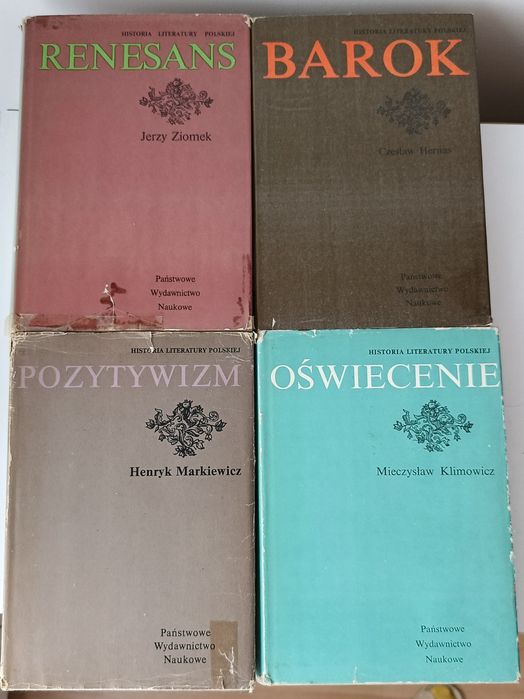 HISTORIA LITERATURY POLSKIEJ
RENESANS
Jerzy Ziomek
Państwowe
Wydawnictwo
Naukowe
HISTORIA LITERATURY POLSKIEJ
BAROK
Czesław Hernas
Państwowe
Wydawnictwo
Naukowe
HISTORIA LITERATURY POLSKIEJ
POZYTYWIZM
Henryk Markiewicz
Państwowe
Wydawnictwo
Naukowe
HISTORIA LITERATURY POLSKIEJ
OŚWIECENIE
Mieczysław Klimowicz
Państwowe
Wydawnictwo
Naukowe